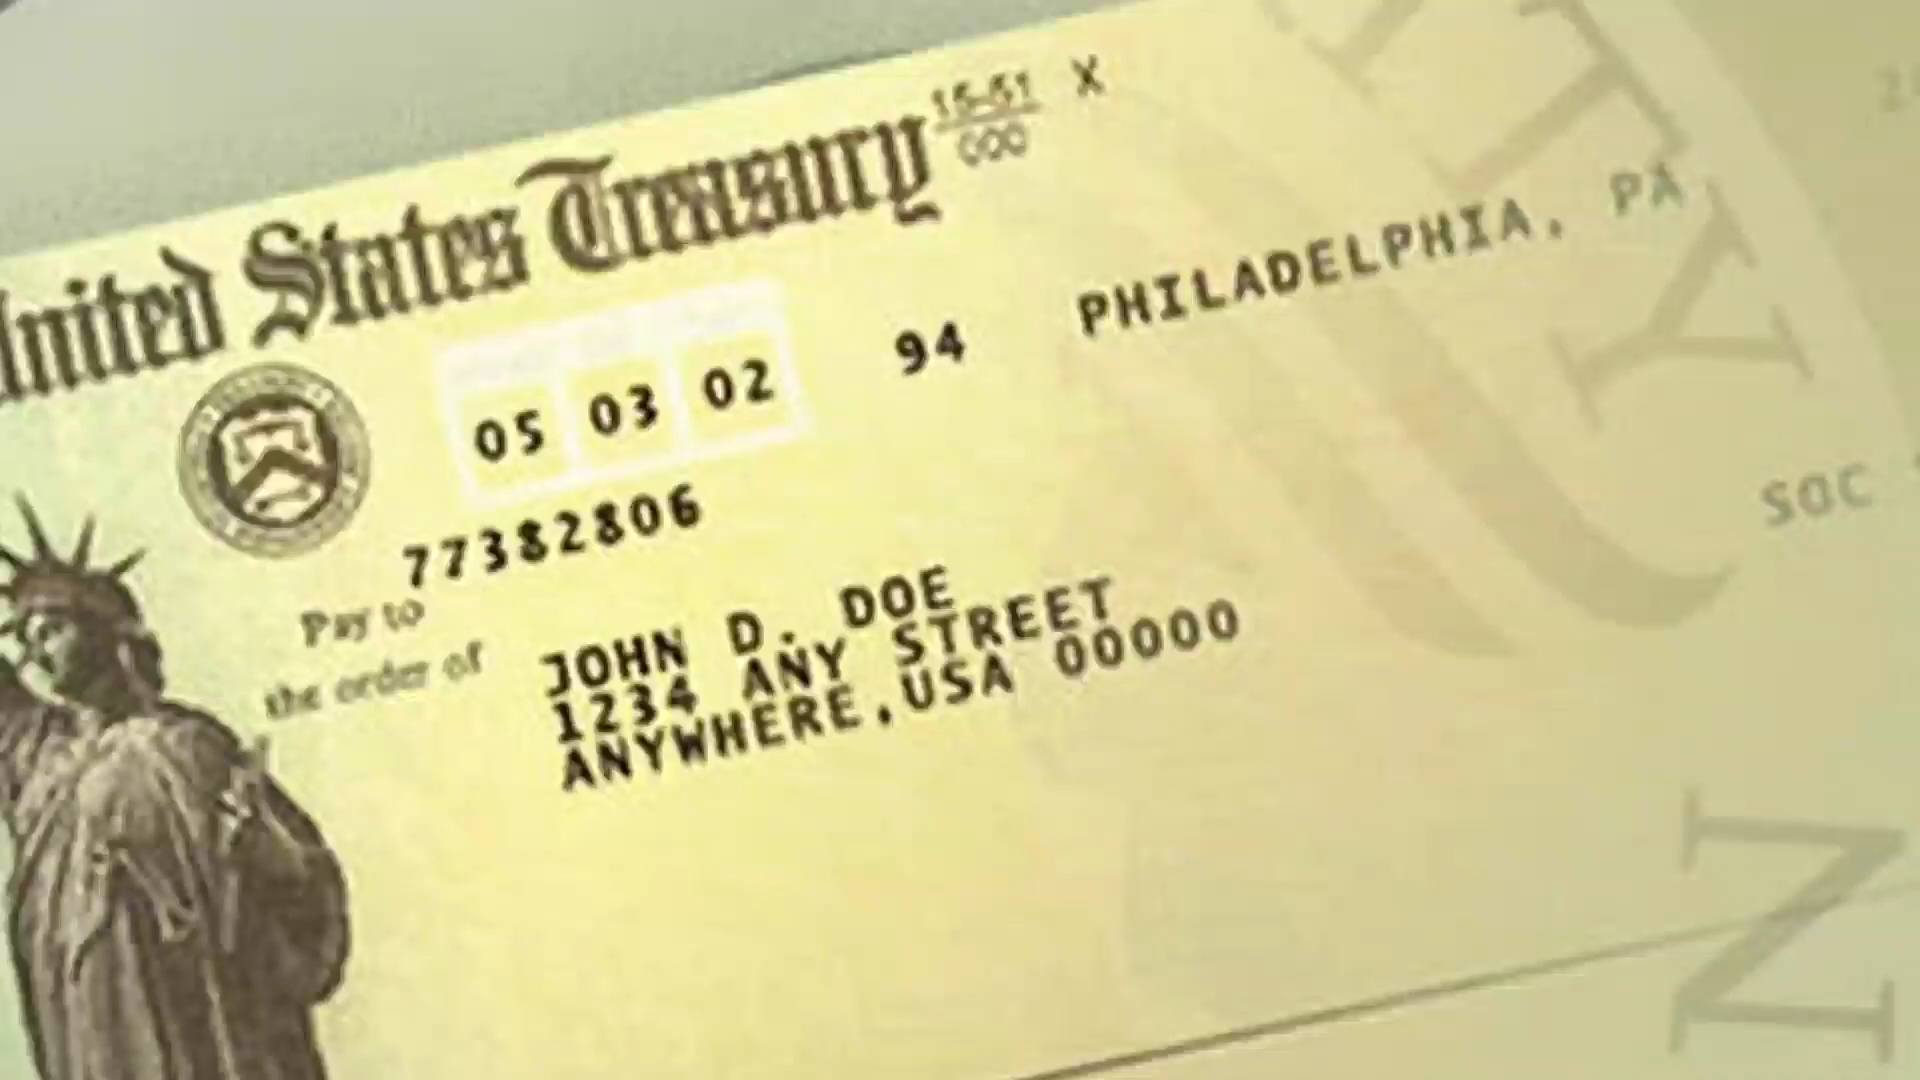 United States Treasury 15-51 X
000
05 03 02 94 PHILADELPHIA, PA
77382806
SOC
Pay to
the order of
JOHN D. DOE
1234 ANY STREET
ANYWHERE,USA 00000
Y
N